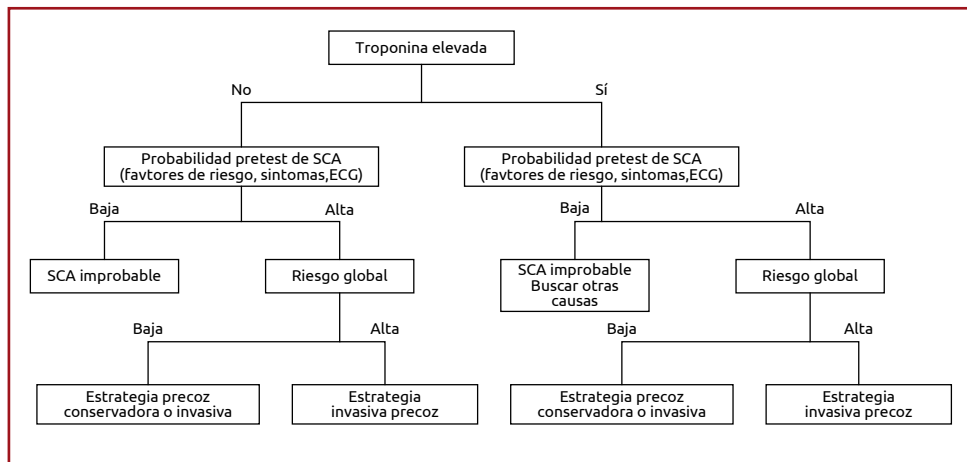 Troponina elevada
No
Sí
Probabilidad pretest de SCA
(favtores de riesgo, sintomas,ECG)
Probabilidad pretest de SCA
(favtores de riesgo, sintomas,ECG)
Baja
Alta
Baja
Alta
SCA improbable
Riesgo global
SCA improbable
Buscar otras
causas
Riesgo global
Baja
Alta
Baja
Alta
Estrategia precoz
conservadora o invasiva
Estrategia
invasiva precoz
Estrategia precoz
conservadora o invasiva
Estrategia
invasiva precoz